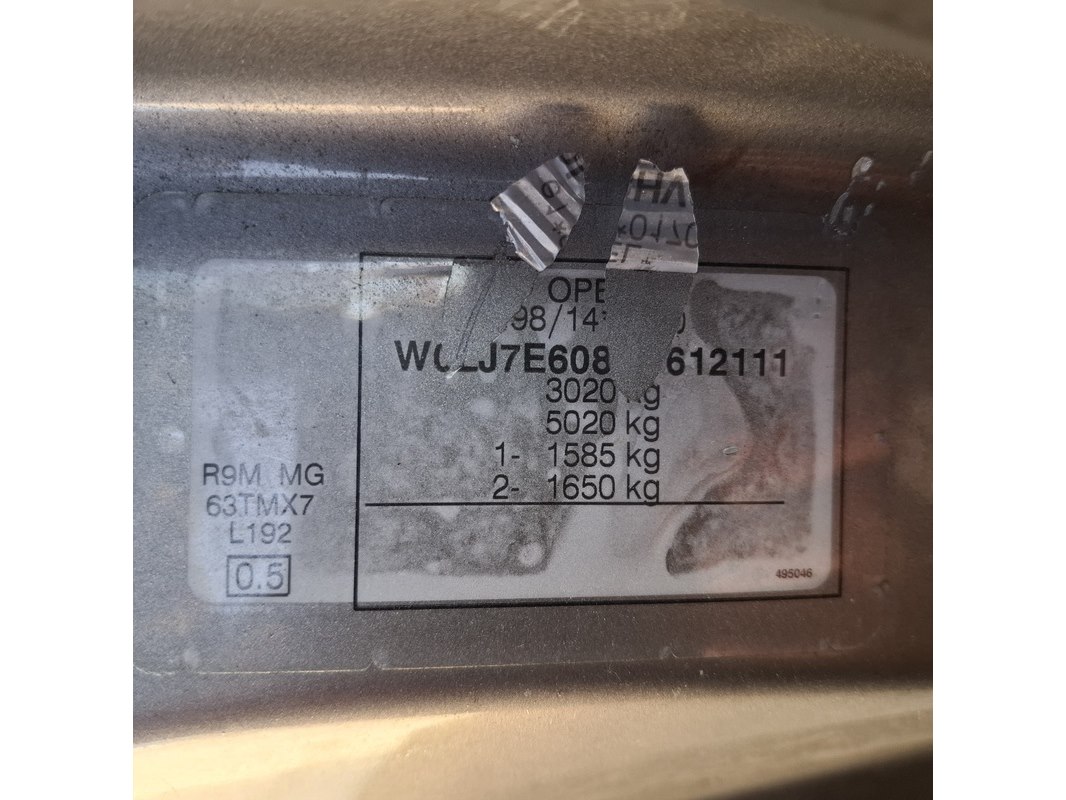 OPE
98/14
W0LJ7E608 612111
3020 kg
5020 kg
1- 1585 kg
2- 1650 kg
R9M MG
63TMX7
L192
0.5
495046